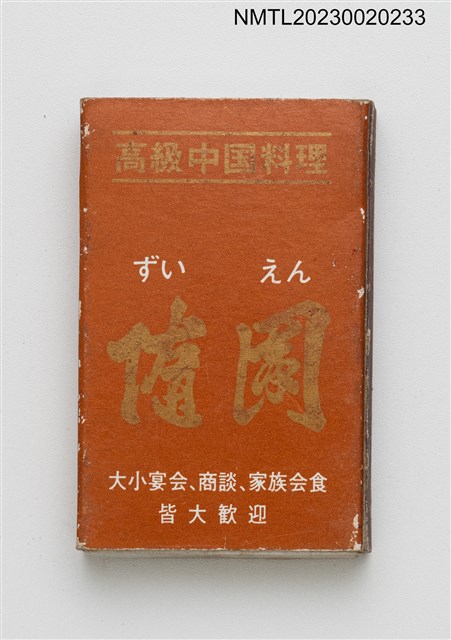 NMTL20230020233
高級中国料理
ずい えん
随園
大小宴会、商談、家族会食
皆大歓迎